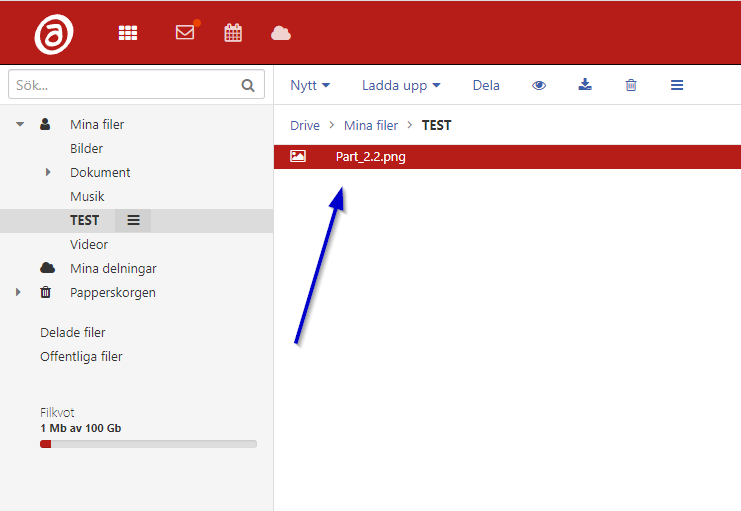 Sök...
Nytt Ladda upp Dela
Mina filer
Bilder
Dokument
Musik
TEST
Videor
Mina delningar
Papperskorgen
Delade filer
Offentliga filer
Filkvot
1 Mb av 100 Gb
Drive > Mina filer > TEST
Part_2.2.png